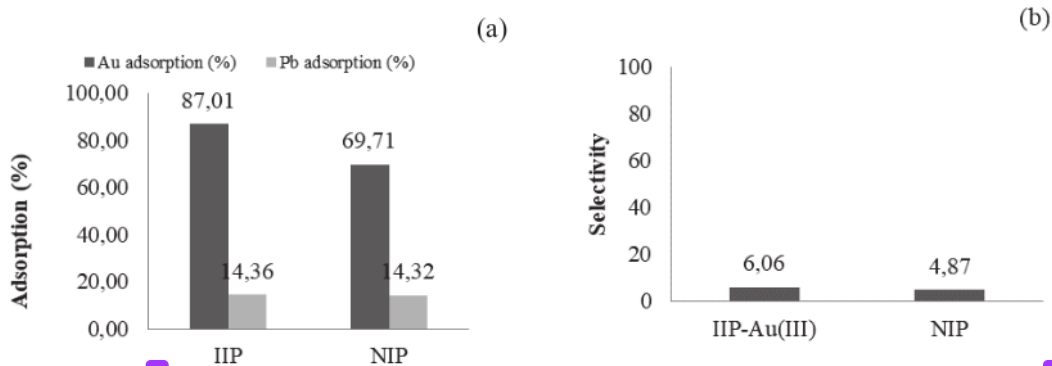 (a)
Au adsorption (%) Pb adsorption (%)
Adsorption (%)
100,00
80,00
60,00
40,00
20,00
0,00
87,01
14,36
69,71
14,32
IIP NIP
(b)
Selectivity
100
80
60
40
20
0
6,06
4,87
IIP-Au(III) NIP